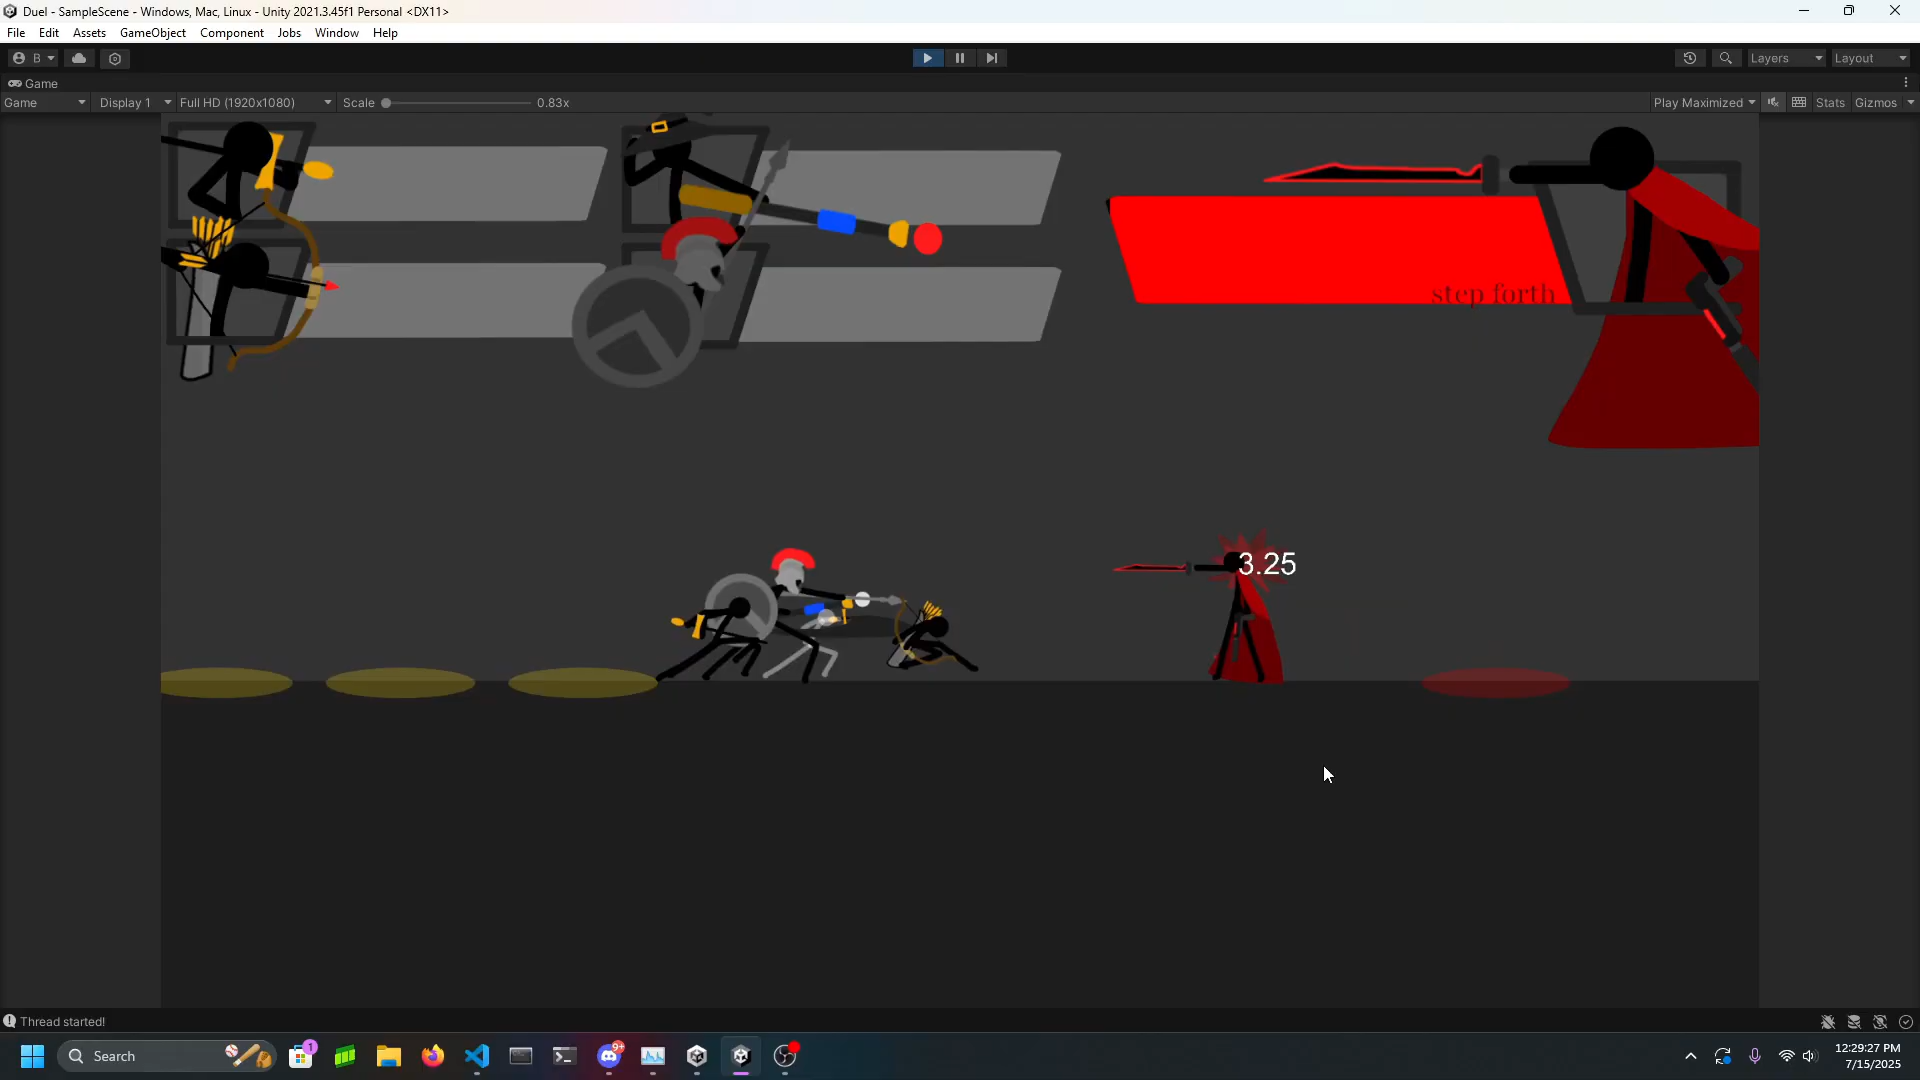 Duel - SampleScene - Windows, Mac, Linux - Unity 2021.3.45f1 Personal <DX11>
File Edit Assets GameObject Component Jobs Window Help
B Layers Layout
Game
Game Display 1 Full HD (1920x1080) Scale 0.83x Play Maximized Stats Gizmos
step forth
3.25
Thread started!
Search 1 9+ 12:29:27 PM
7/15/2025